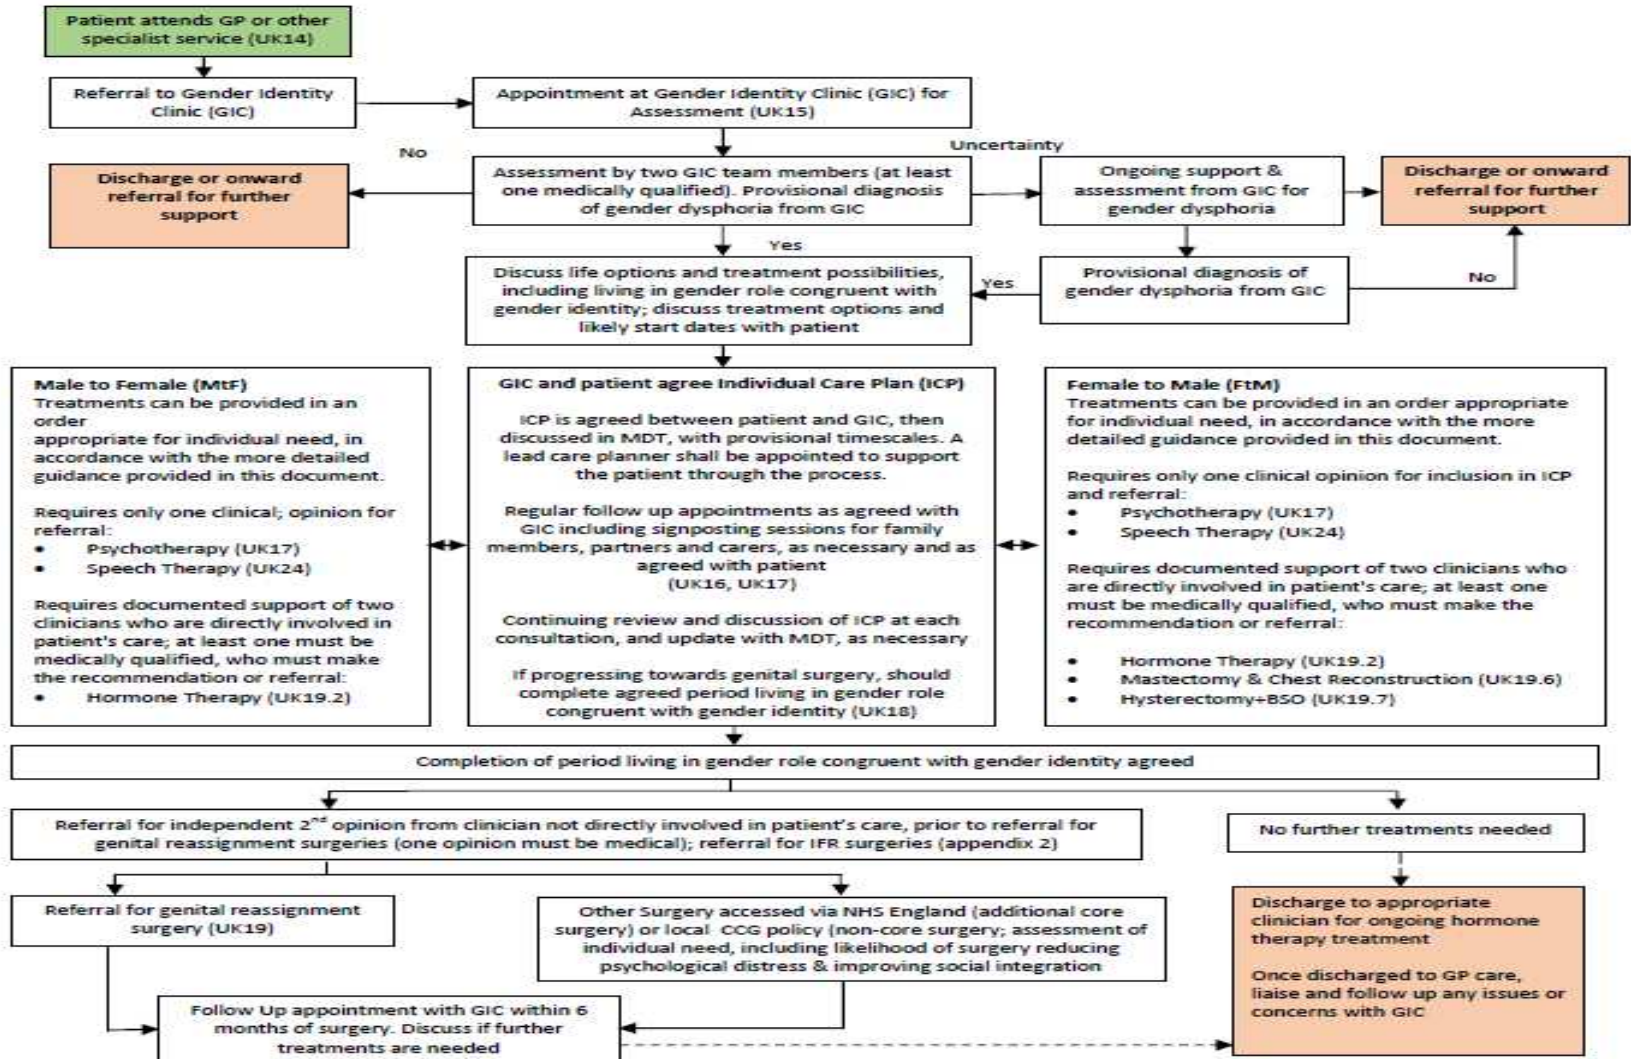 Patient attends GP or other
specialist service (UK14)
Referral to Gender Identity
Clinic (GIC)
Appointment at Gender Identity Clinic (GIC) for
Assessment (UK15)
No
Uncertainty
Discharge or onward
referral for further
support
Assessment by two GIC team members (at least
one medically qualified). Provisional diagnosis
of gender dysphoria from GIC
Ongoing support &
assessment from GIC for
gender dysphoria
Discharge or onward
referral for further
support
Yes
Discuss life options and treatment possibilities,
including living in gender role congruent with
gender identity; discuss treatment options and
likely start dates with patient
Yes
Provisional diagnosis of
gender dysphoria from GIC
No
Male to Female (MtF)
Treatments can be provided in an
order
appropriate for individual need, in
accordance with the more detailed
guidance provided in this document.
Requires only one clinical; opinion for
referral:
• Psychotherapy (UK17)
• Speech Therapy (UK24)
Requires documented support of two
clinicians who are directly involved in
patient's care; at least one must be
medically qualified, who must make
the recommendation or referral:
• Hormone Therapy (UK19.2)
GIC and patient agree Individual Care Plan (ICP)
ICP is agreed between patient and GIC, then
discussed in MDT, with provisional timescales. A
lead care planner shall be appointed to support
the patient through the process.
Regular follow up appointments as agreed with
GIC including signposting sessions for family
members, partners and carers, as necessary and as
agreed with patient
(UK16, UK17)
Continuing review and discussion of ICP at each
consultation, and update with MDT, as necessary
If progressing towards genital surgery, should
complete agreed period living in gender role
congruent with gender identity (UK18)
Female to Male (FtM)
Treatments can be provided in an order appropriate
for individual need, in accordance with the more
detailed guidance provided in this document.
Requires only one clinical opinion for inclusion in ICP
and referral:
• Psychotherapy (UK17)
• Speech Therapy (UK24)
Requires documented support of two clinicians who
are directly involved in patient's care; at least one
must be medically qualified, who must make the
recommendation or referral:
• Hormone Therapy (UK19.2)
• Mastectomy & Chest Reconstruction (UK19.6)
• Hysterectomy+BSO (UK19.7)
Completion of period living in gender role congruent with gender identity agreed
Referral for independent 2nd opinion from clinician not directly involved in patient's care, prior to referral for
genital reassignment surgeries (one opinion must be medical); referral for IFR surgeries (appendix 2)
No further treatments needed
Referral for genital reassignment
surgery (UK19)
Other Surgery accessed via NHS England (additional core
surgery) or local CCG policy (non-core surgery; assessment of
individual need, including likelihood of surgery reducing
psychological distress & improving social integration
Discharge to appropriate
clinician for ongoing hormone
therapy treatment
Once discharged to GP care,
liaise and follow up any issues or
concerns with GIC
Follow Up appointment with GIC within 6
months of surgery. Discuss if further
treatments are needed